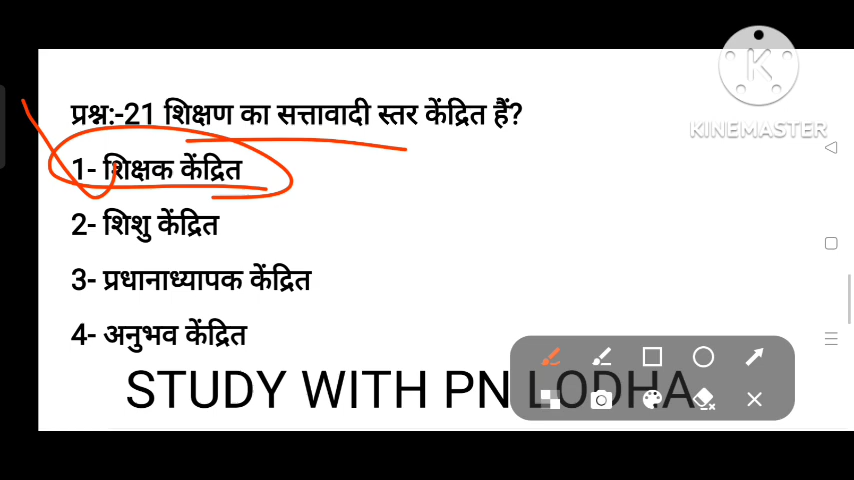 KINEMASTER
प्रश्न:-21 शिक्षण का सत्तावादी स्तर केंद्रित हैं?
1- शिक्षक केंद्रित
2- शिशु केंद्रित
3- प्रधानाध्यापक केंद्रित
4- अनुभव केंद्रित
STUDY WITH PN LODHA